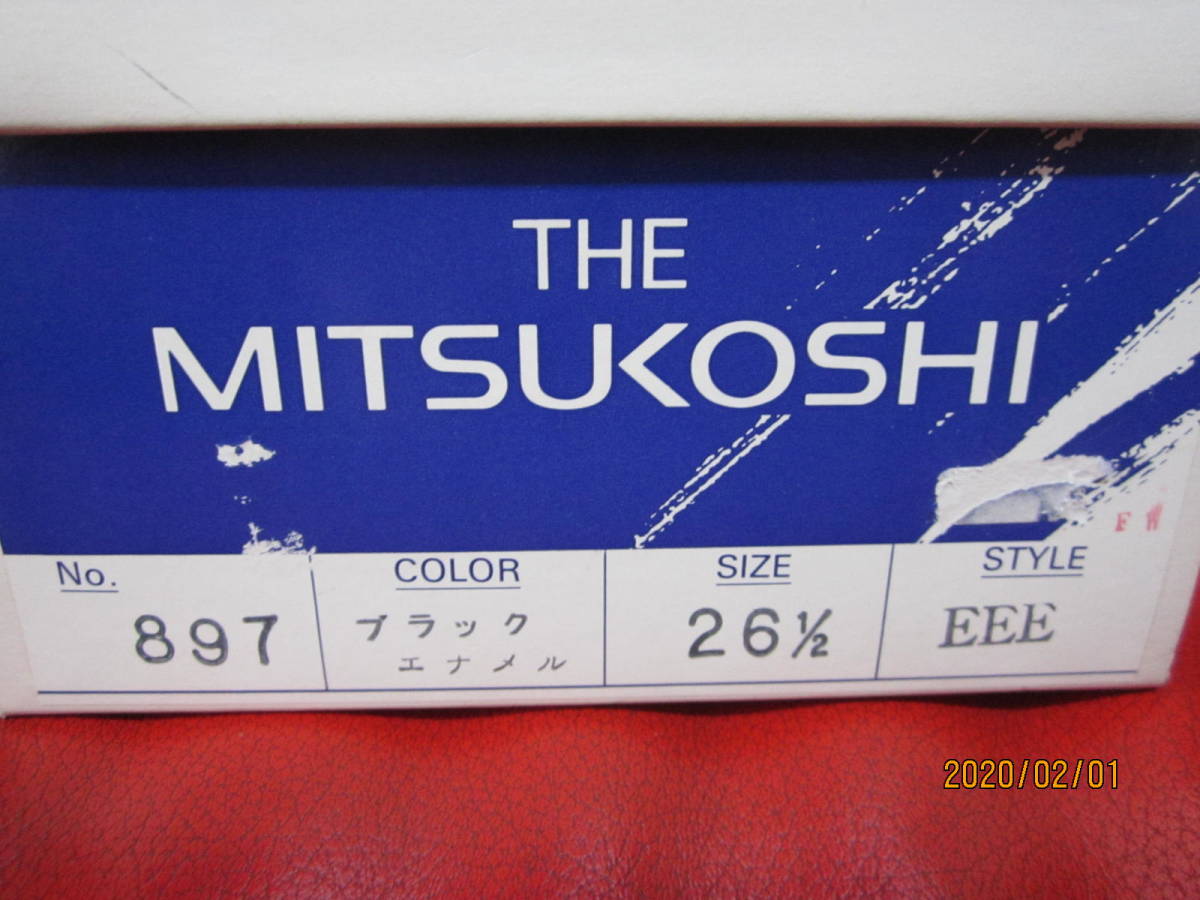 THE
MITSUKOSHI
F W
No. COLOR SIZE STYLE
897 ブラック 26½ EEE
エナメル
2020/02/01